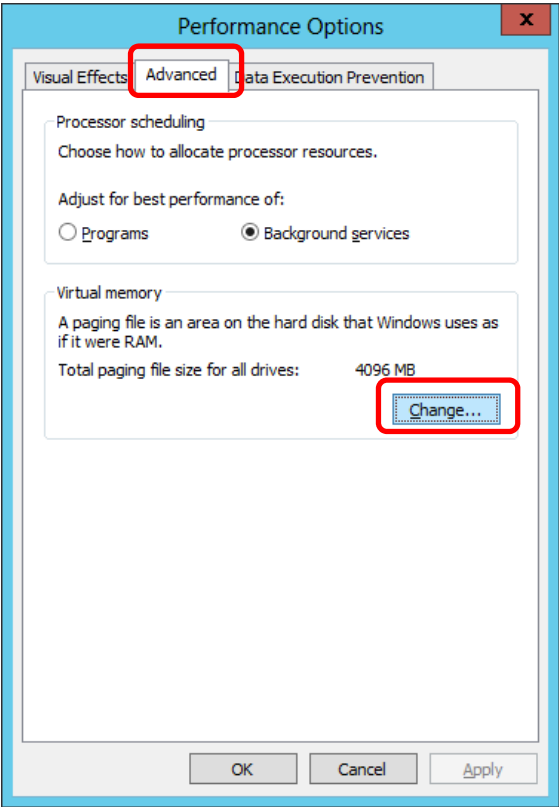 Performance Options
x
Visual Effects
Advanced
Data Execution Prevention
Processor scheduling
Choose how to allocate processor resources.
Adjust for best performance of:
Programs
Background services
Virtual memory
A paging file is an area on the hard disk that Windows uses as
if it were RAM.
Total paging file size for all drives: 4096 MB
Change...
OK
Cancel
Apply